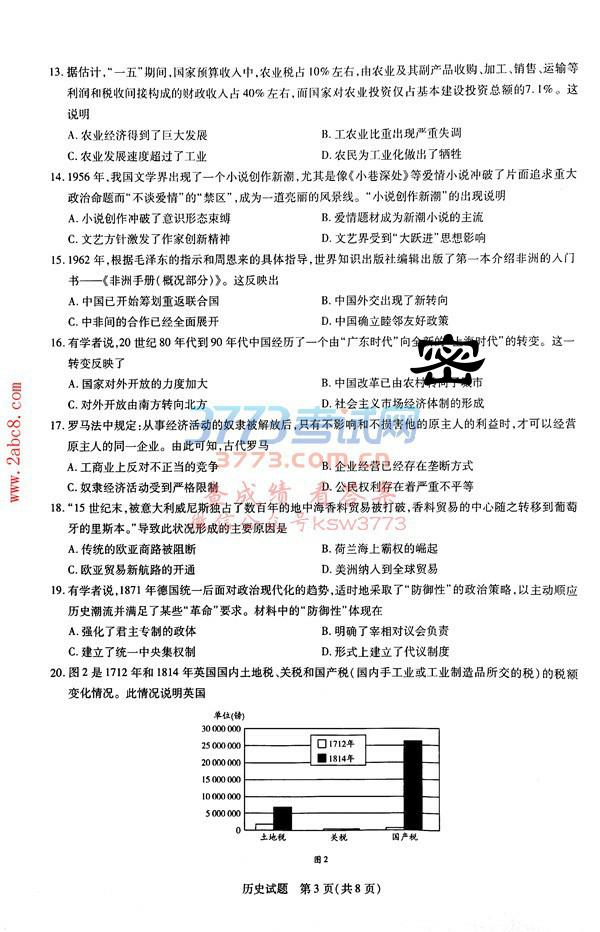 13. 据估计，“一五”期间，国家预算收入中，农业税占10%左右，由农业及其副产品收购、加工、销售、运输等
利润和税收间接构成的财政收入占40%左右，而国家对农业投资仅占基本建设投资总额的7.1%。这
说明
A. 农业经济得到了巨大发展 B. 工农业比重出现严重失调
C. 农业发展速度超过了工业 D. 农民为工业化做出了牺牲
14. 1956年，我国文学界出现了一个小说创作新潮，尤其是像《小巷深处》等爱情小说冲破了片面追求重大
政治命题而“不谈爱情”的“禁区”，成为一道亮丽的风景线。“小说创作新潮”的出现说明
A. 小说创作冲破了意识形态束缚 B. 爱情题材成为新潮小说的主流
C. 文艺方针激发了作家创新精神 D. 文艺界受到“大跃进”思想影响
15. 1962年，根据毛泽东的指示和周恩来的具体指导，世界知识出版社编辑出版了第一本介绍非洲的入门
书——《非洲手册(概况部分)》。这反映出
A. 中国已开始筹划重返联合国 B. 中国外交出现了新转向
C. 中非间的合作已经全面展开 D. 中国确立睦邻友好政策
16. 有学者说，20世纪80年代到90年代中国经历了一个由“广东时代”向全新的“上海时代”的转变。这一
密
转变反映了
A. 国家对外开放的力度加大 B. 中国改革已由农村转向了城市
C. 对外开放由南方转向北方 D. 社会主义市场经济体制的形成
17. 罗马法中规定：从事经济活动的奴隶被解放后，只有不影响和不损害他的原主人的利益时，才可以经营
原主人的同一企业。由此可知，古代罗马
A. 工商业上反对不正当的竞争 B. 企业经营已经存在垄断方式
C. 奴隶经济活动受到严格限制 D. 公民权利存在着严重不平等
18. “15世纪末，被意大利威尼斯独占了数百年的地中海香料贸易被打破，香料贸易的中心随之转移到葡萄
牙的里斯本。”导致此状况形成的主要原因是
A. 传统的欧亚商路被阻断 B. 荷兰海上霸权的崛起
C. 欧亚贸易新航路的开通 D. 美洲纳入到全球贸易
19. 有学者说，1871年德国统一后面对政治现代化的趋势，适时地采取了“防御性”的政治策略，以主动顺应
历史潮流并满足了某些“革命”要求。材料中的“防御性”体现在
A. 强化了君主专制的政体 B. 明确了宰相对议会负责
C. 建立了统一中央集权制 D. 形式上建立了代议制度
20. 图2是1712年和1814年英国国内土地税、关税和国产税(国内手工业或工业制造品所交的税)的税额
变化情况。此情况说明英国
单位(镑)
30 000 000
25 000 000
20 000 000
15 000 000
10 000 000
5 000 000
0
1712年
1814年
土地税 关税 国产税
图2
历史试题 第3页(共8页)
www.2abc8.com
3773考试网
3773.com.cn
查成绩 看答案
微信公众号ksw3773